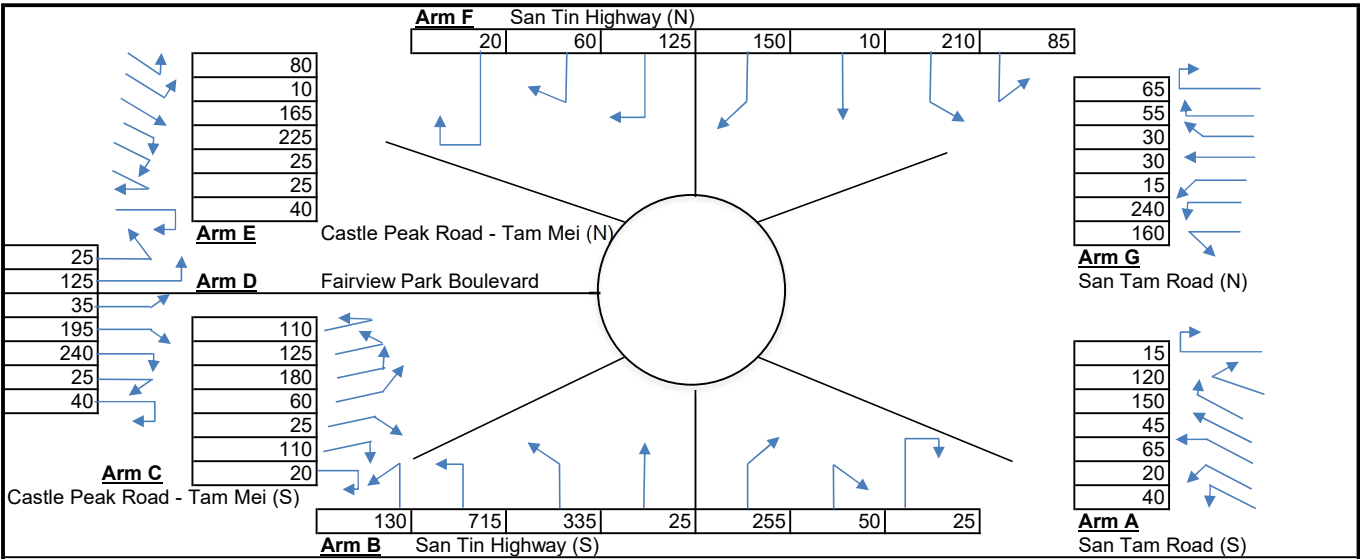 Arm F San Tin Highway (N)
20 60 125 150 10 210 85
80
10
165
225
25
25
40
Arm E Castle Peak Road - Tam Mei (N)
65
55
30
30
15
240
160
Arm G
San Tam Road (N)
25
125
35
195
240
25
40
Arm D Fairview Park Boulevard
110
125
180
60
25
110
20
Arm C
Castle Peak Road - Tam Mei (S)
15
120
150
45
65
20
40
Arm A
San Tam Road (S)
130 715 335 25 255 50 25
Arm B San Tin Highway (S)